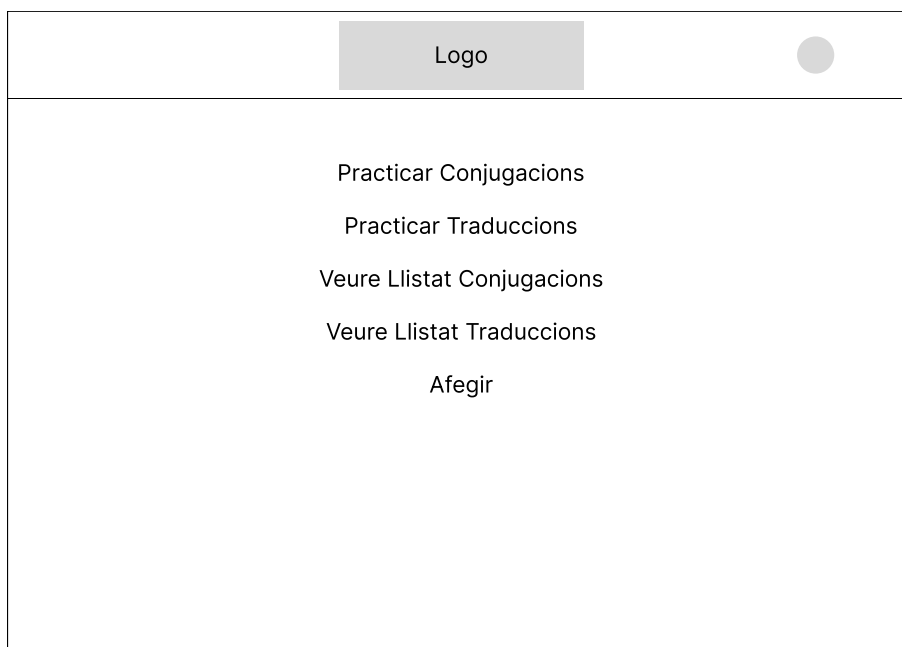 Logo
Practicar Conjugacions
Practicar Traduccions
Veure Llistat Conjugacions
Veure Llistat Traduccions
Afegir